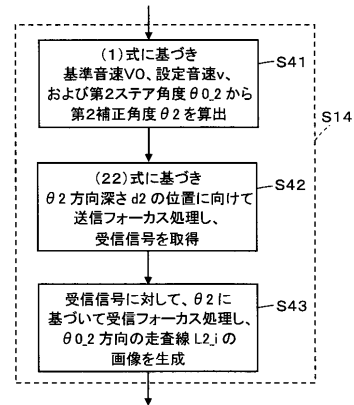 (1)式に基づき
基準音速V0、設定音速v、
および第2ステア角度θ0_2から
第2補正角度θ2を算出
S41
S14
(22)式に基づき
θ2方向深さd2の位置に向けて
送信フォーカス処理し、
受信信号を取得
S42
受信信号に対して、θ2に
基づいて受信フォーカス処理し、
θ0_2方向の走査線L2_iの
画像を生成
S43